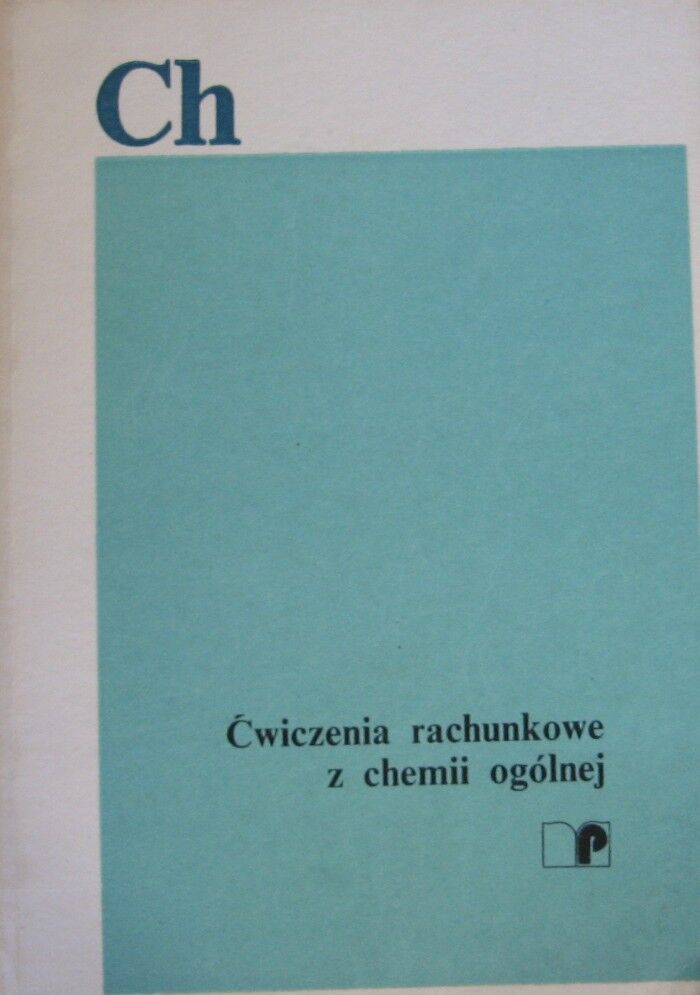 Ch
Ćwiczenia rachunkowe
z chemii ogólnej